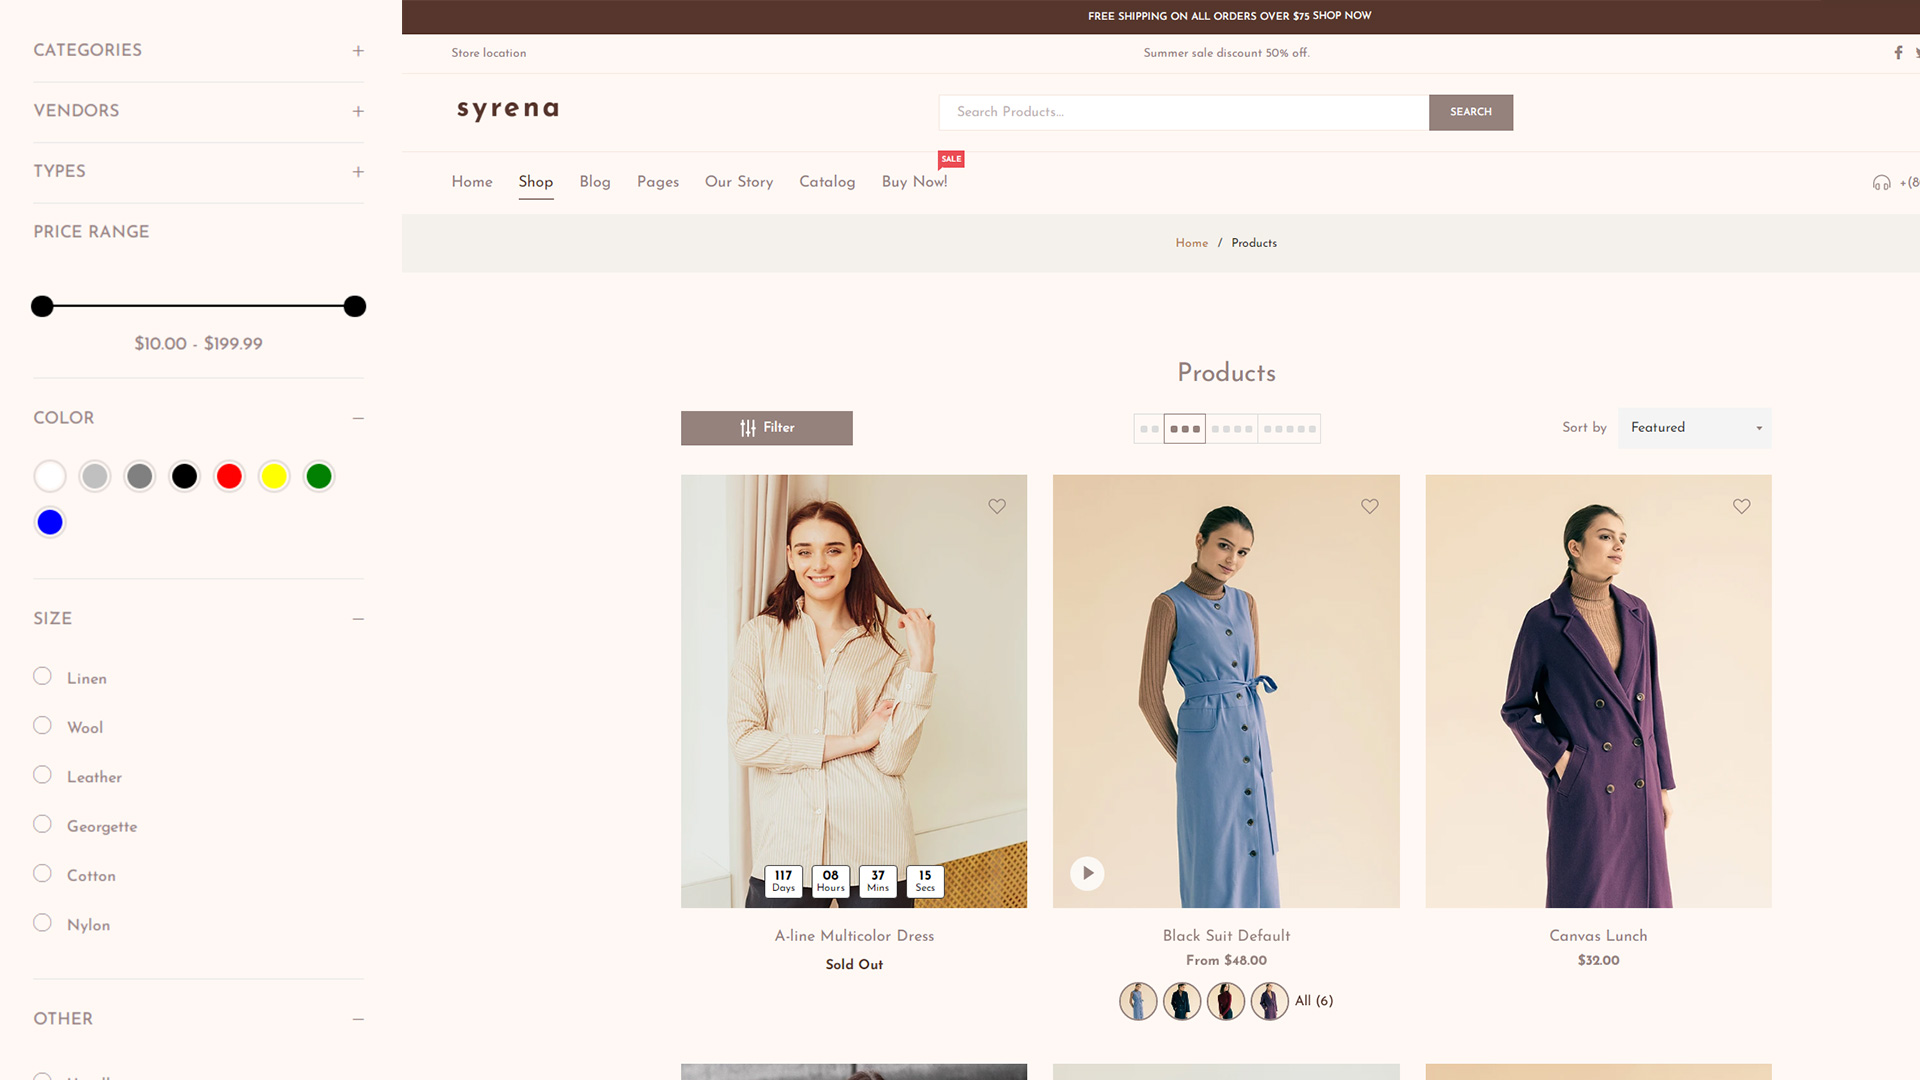 CATEGORIES
VENDORS
TYPES
PRICE RANGE
$10.00 - $199.99
COLOR
SIZE
Linen
Wool
Leather
Georgette
Cotton
Nylon
OTHER
FREE SHIPPING ON ALL ORDERS OVER $75 SHOP NOW
Store location
Summer sale discount 50% off.
syrena
Search Products...
SEARCH
SALE
Home
Shop
Blog
Pages
Our Story
Catalog
Buy Now!
Home / Products
Products
Filter
Sort by
Featured
117 08 37 15
Days Hours Mins Secs
A-line Multicolor Dress
Sold Out
Black Suit Default
From $48.00
All (6)
Canvas Lunch
$32.00